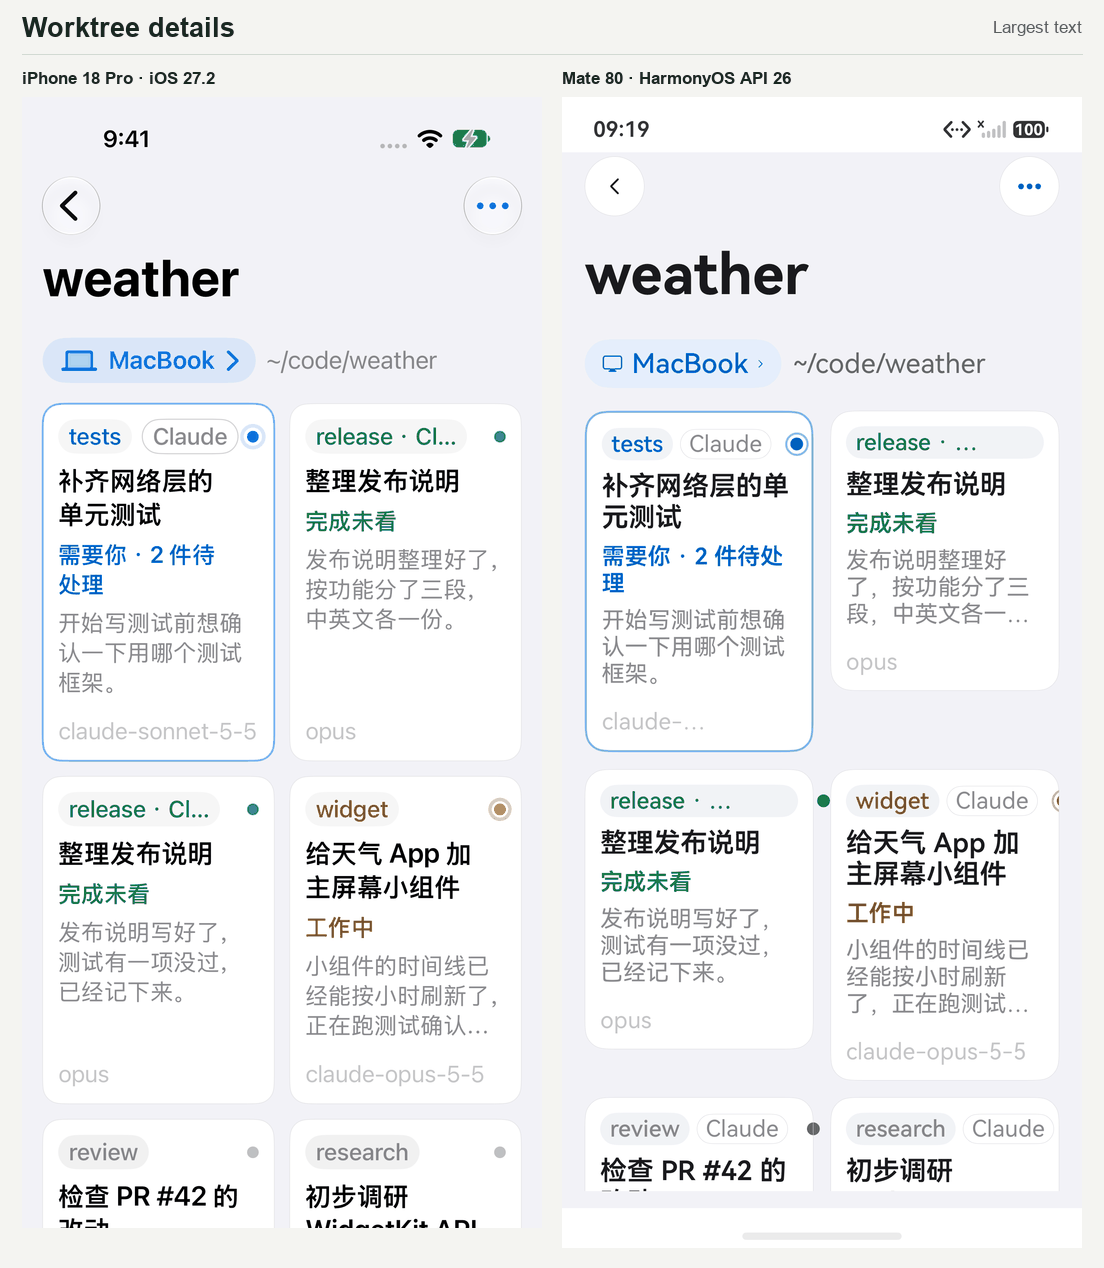 Worktree details
Largest text
iPhone 18 Pro · iOS 27.2
9:41
weather
MacBook
~/code/weather
tests
Claude
补齐网络层的
单元测试
需要你 · 2 件待
处理
开始写测试前想确
认一下用哪个测试
框架。
claude-sonnet-5-5
release · Cl...
整理发布说明
完成未看
发布说明整理好了，
按功能分了三段，
中英文各一份。
opus
release · Cl...
整理发布说明
完成未看
发布说明写好了，
测试有一项没过，
已经记下来。
opus
widget
给天气 App 加
主屏幕小组件
工作中
小组件的时间线已
经能按小时刷新了，
正在跑测试确认...
claude-opus-5-5
review
检查 PR #42 的
改动
research
初步调研
WidgetKit API
Mate 80 · HarmonyOS API 26
09:19
100
weather
MacBook
~/code/weather
tests
Claude
补齐网络层的单
元测试
需要你 · 2 件待处
理
开始写测试前想确
认一下用哪个测试
框架。
claude-...
release · ...
整理发布说明
完成未看
发布说明整理好
了，按功能分了三
段，中英文各一...
opus
release · ...
整理发布说明
完成未看
发布说明写好了，
测试有一项没过，
已经记下来。
opus
widget
Claude
给天气 App 加
主屏幕小组件
工作中
小组件的时间线已
经能按小时刷新
了，正在跑测试...
claude-opus-5-5
review
Claude
检查 PR #42 的
research
Claude
初步调研